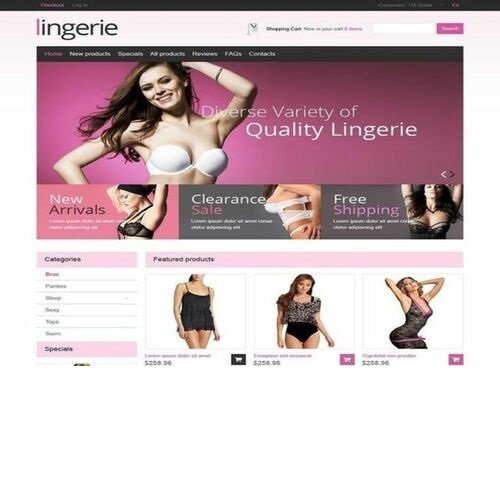 Checkout Log In
Currencies US Dollar En
lingerie
Shopping Cart: Now in your cart 0 items
Search
Home New products Specials All products Reviews FAQs Contacts
Diverse Variety of
Quality Lingerie
New
Arrivals
Lorem ipsum dolor sit amet conse
ctetur adipiscing elit
Clearance
Sale
Lorem ipsum dolor sit amet conse
ctetur adipiscing elit
Free
Shipping
Lorem ipsum dolor sit amet conse
ctetur adipiscing elit
Categories
Bras
Panties
Sleep
Sexy
Tops
Swim
Specials
Featured products
Lorem ipsum dolor sit amet
$258.96
Excepteur sint occaecat
$258.96
Cupidatat non proiden
$258.96